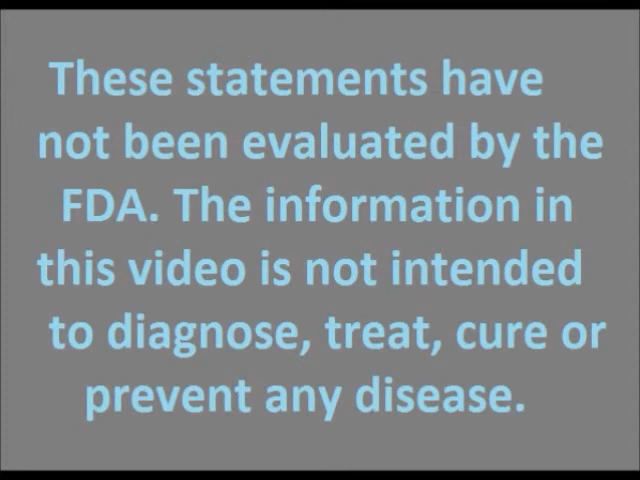 These statements have
not been evaluated by the
FDA. The information in
this video is not intended
to diagnose, treat, cure or
prevent any disease.